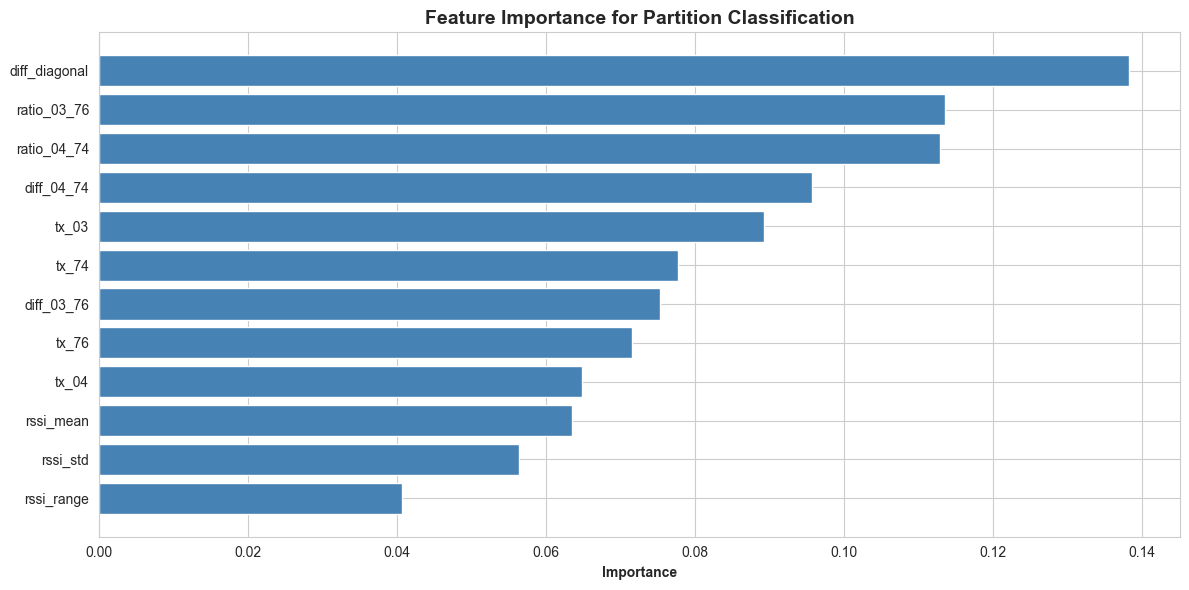 Feature Importance for Partition Classification
diff_diagonal
ratio_03_76
ratio_04_74
diff_04_74
tx_03
tx_74
diff_03_76
tx_76
tx_04
rssi_mean
rssi_std
rssi_range
0.00 0.02 0.04 0.06 0.08 0.10 0.12 0.14
Importance